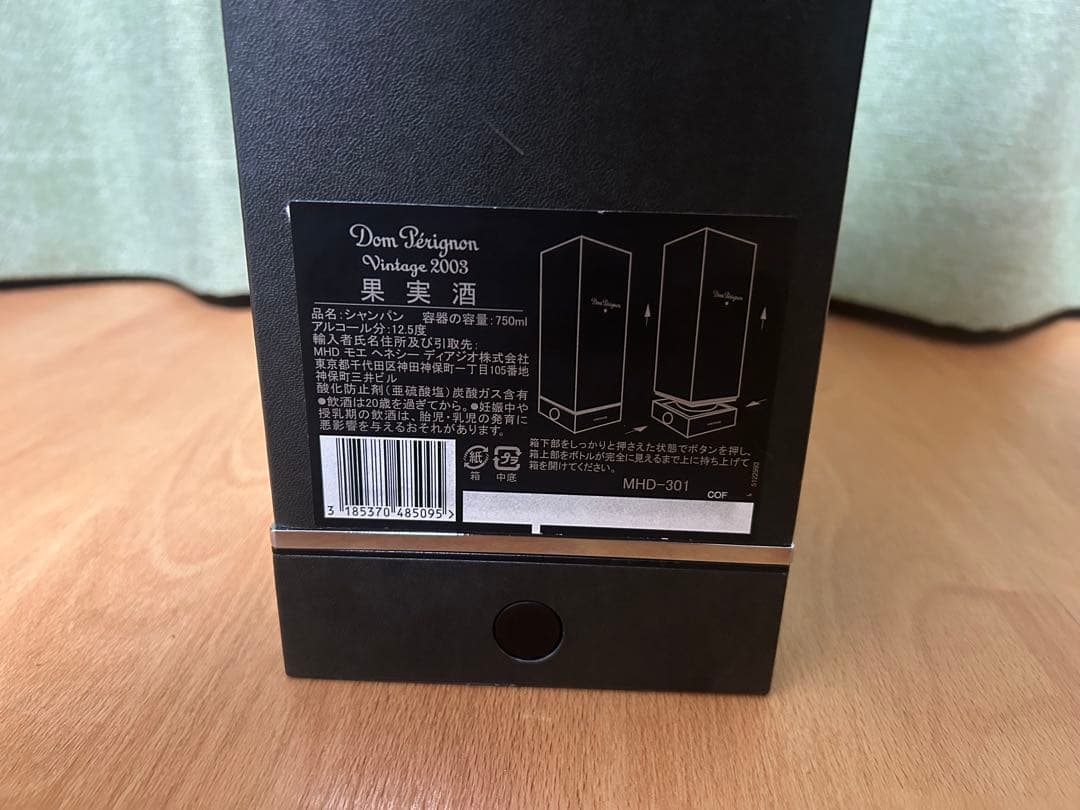 Dom Pérignon
Vintage 2003
果実酒
品名:シャンパン 容器の容量:750ml
アルコール分:12.5度
輸入者氏名住所及び引取先:
MHD モエ ヘネシー ディアジオ株式会社
東京都千代田区神田神保町一丁目105番地
神保町三井ビル
酸化防止剤(亜硫酸塩)炭酸ガス含有
●飲酒は20歳を過ぎてから。●妊娠中や
授乳期の飲酒は、胎児・乳児の発育に
悪影響を与えるおそれがあります。
3 185370 485095 >
紙
箱
プラ
中底
Dom Pérignon
Dom Pérignon
箱下部をしっかりと押さえた状態でボタンを押し、
箱上部をボトルが完全に見えるまで上に持ち上げて
箱を開けてください。
MHD-301
COF